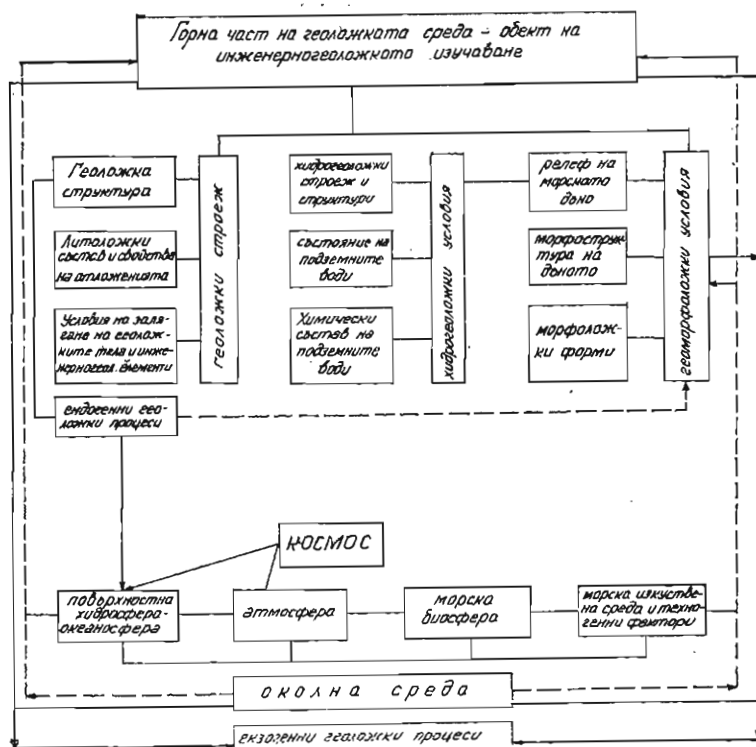 Горна част на геоложката среда - обект на
инженерногеоложкото изучаване
Геоложка
структура
Литоложки
състав и свойства
на отложенията
Условия на заля-
гане на геолож-
ките тела и инже-
нерногеол. елементи
ендогенни гео-
ложки процеси
геоложки строеж
хидрогеоложки
строеж и
структури
състояние на
подземните
води
Химически
състав на
подземните
води
хидрогеоложки условия
релеф на
морското
дъно
морфострук-
тура на
дъното
морфолож-
ки форми
геоморфоложки условия
КОСМОС
повърхностна
хидросфера-
океаносфера
атмосфера
морска
биосфера
морска изкустве-
на среда и техно-
генни фактори
околна среда
екзогенни геоложки процеси